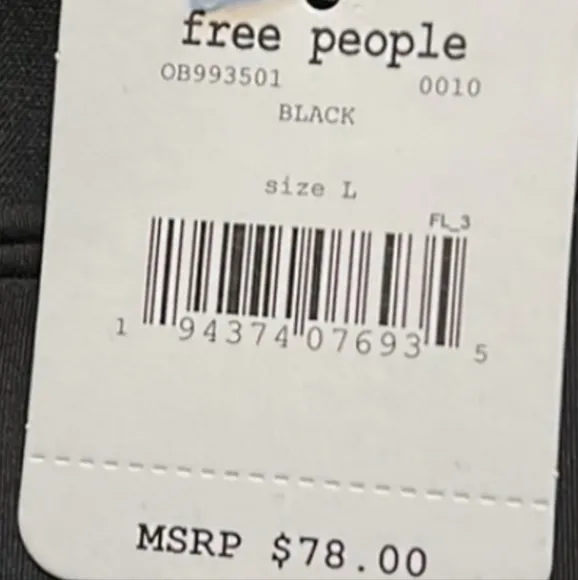 free people
OB993501 0010
BLACK
size L
FL_3
1 94374 07693 5
MSRP $78.00